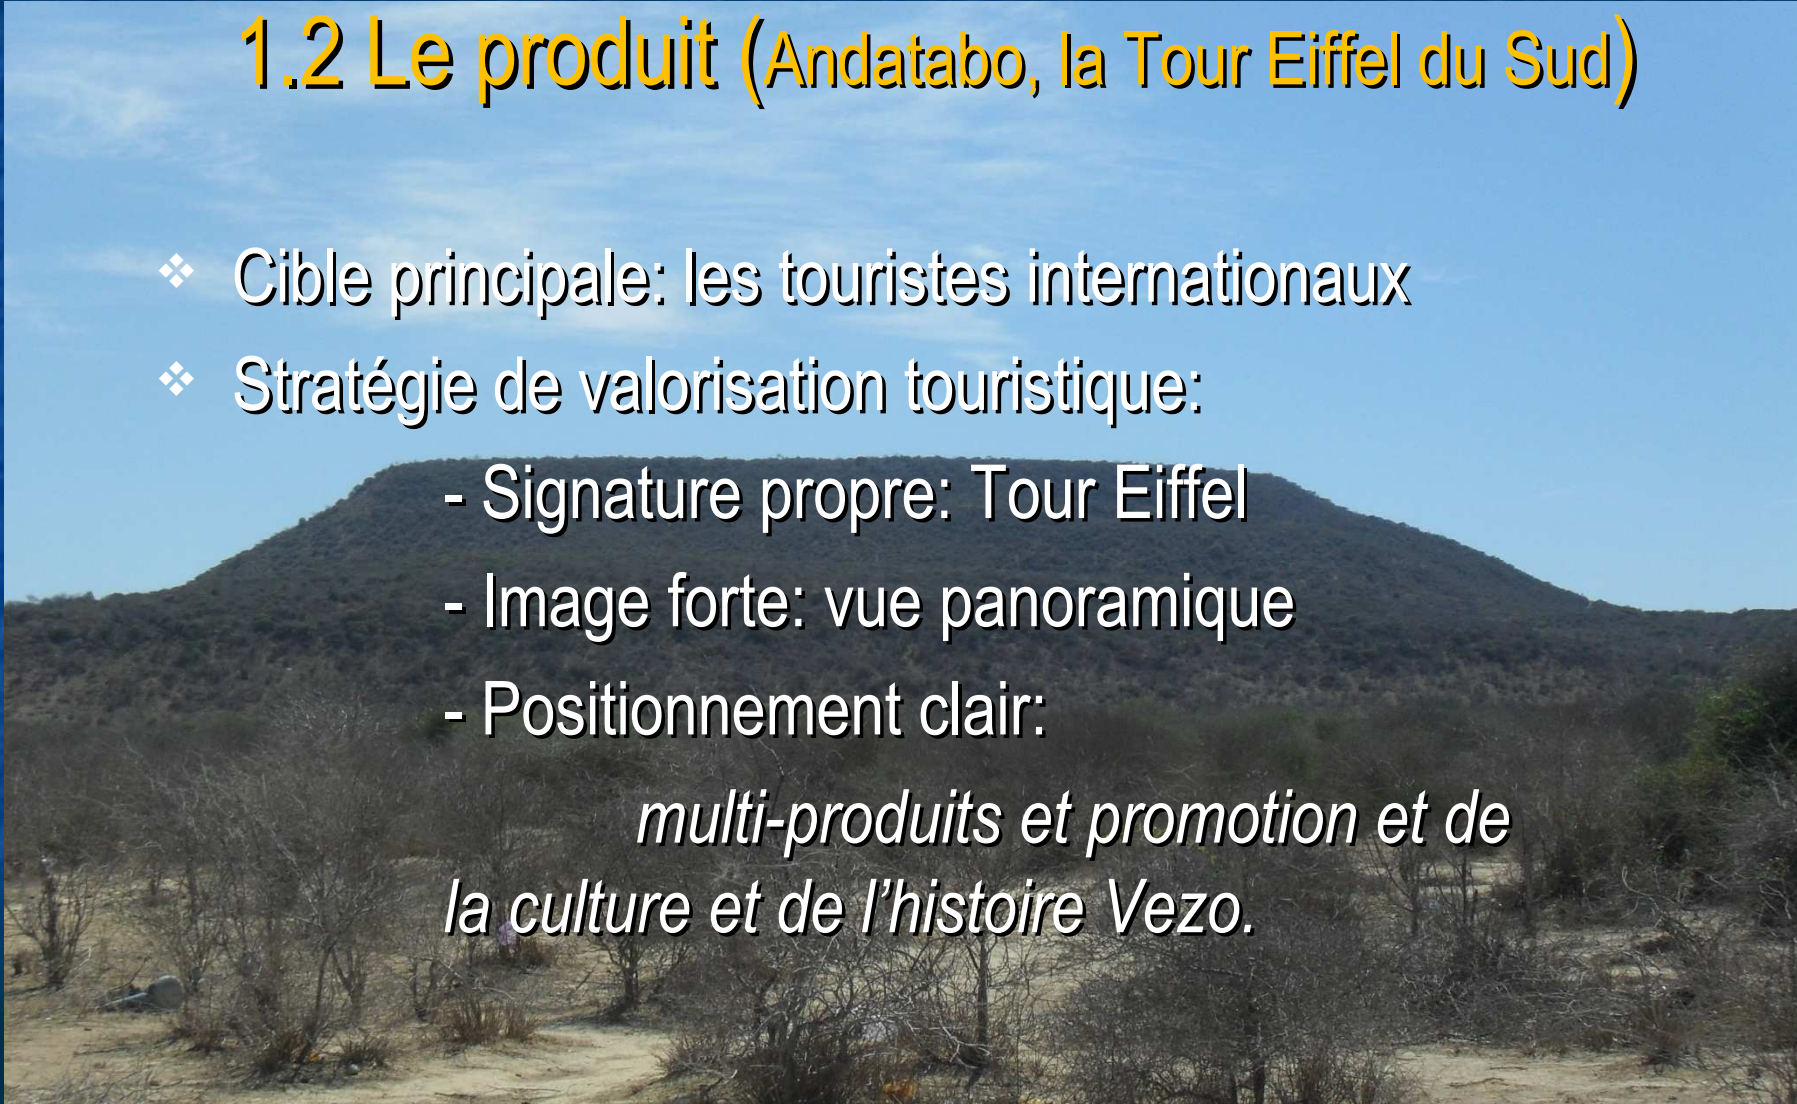 1.2 Le produit (Andatabo, la Tour Eiffel du Sud)
❖ Cible principale: les touristes internationaux
❖ Stratégie de valorisation touristique:
- Signature propre: Tour Eiffel
- Image forte: vue panoramique
- Positionnement clair:
multi-produits et promotion et de
la culture et de l’histoire Vezo.